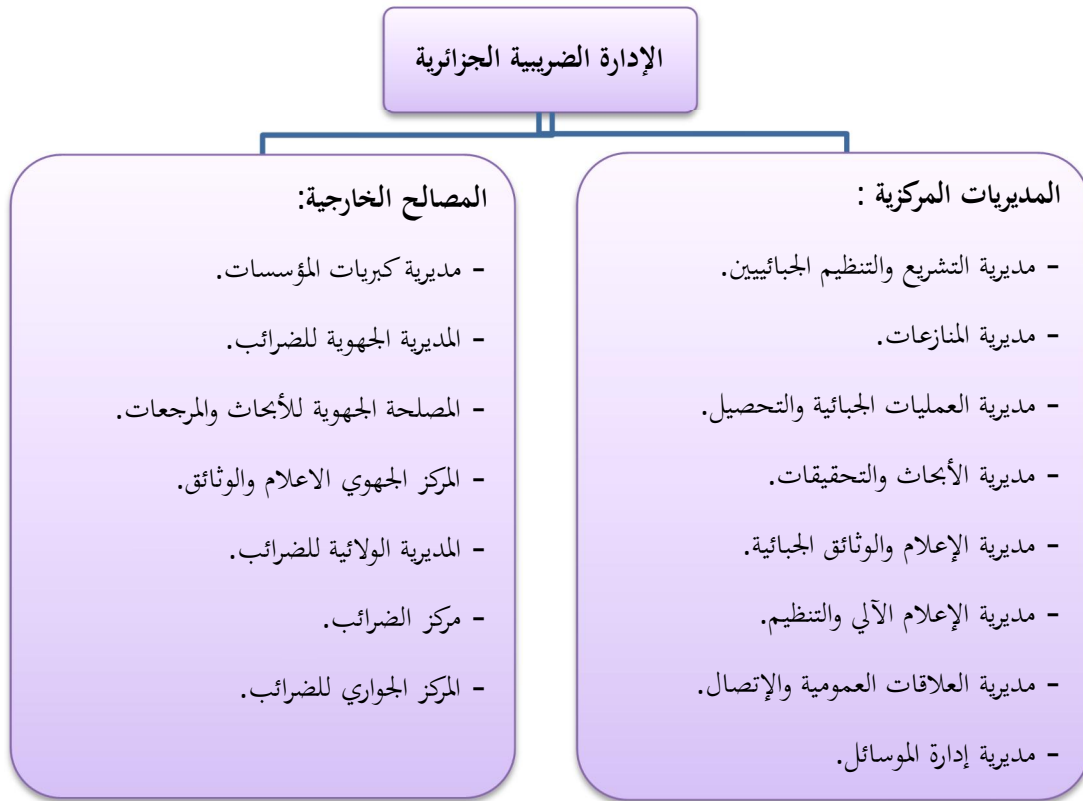 الإدارة الضريبية الجزائرية
المديريات المركزية :
- مديرية التشريع والتنظيم الجبائيين.
- مديرية المنازعات.
- مديرية العمليات الجبائية والتحصيل.
- مديرية الأبحاث والتحقيقات.
- مديرية الإعلام والوثائق الجبائية.
- مديرية الإعلام الآلي والتنظيم.
- مديرية العلاقات العمومية والإتصال.
- مديرية إدارة الموسائل.
المصالح الخارجية:
- مديرية كبريات المؤسسات.
- المديرية الجهوية للضرائب.
- المصلحة الجهوية للأبحاث والمرجعات.
- المركز الجهوي الاعلام والوثائق.
- المديرية الولائية للضرائب.
- مركز الضرائب.
- المركز الجواري للضرائب.